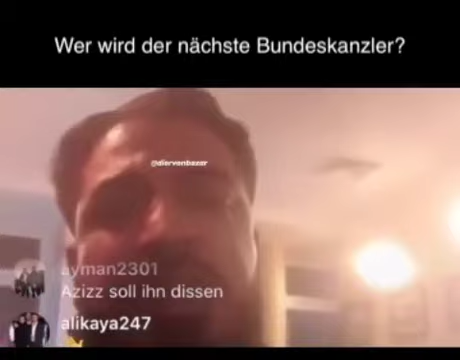 Wer wird der nächste Bundeskanzler?
@diervonbazar
ayman2301
Azizz soll ihn dissen
alikaya247